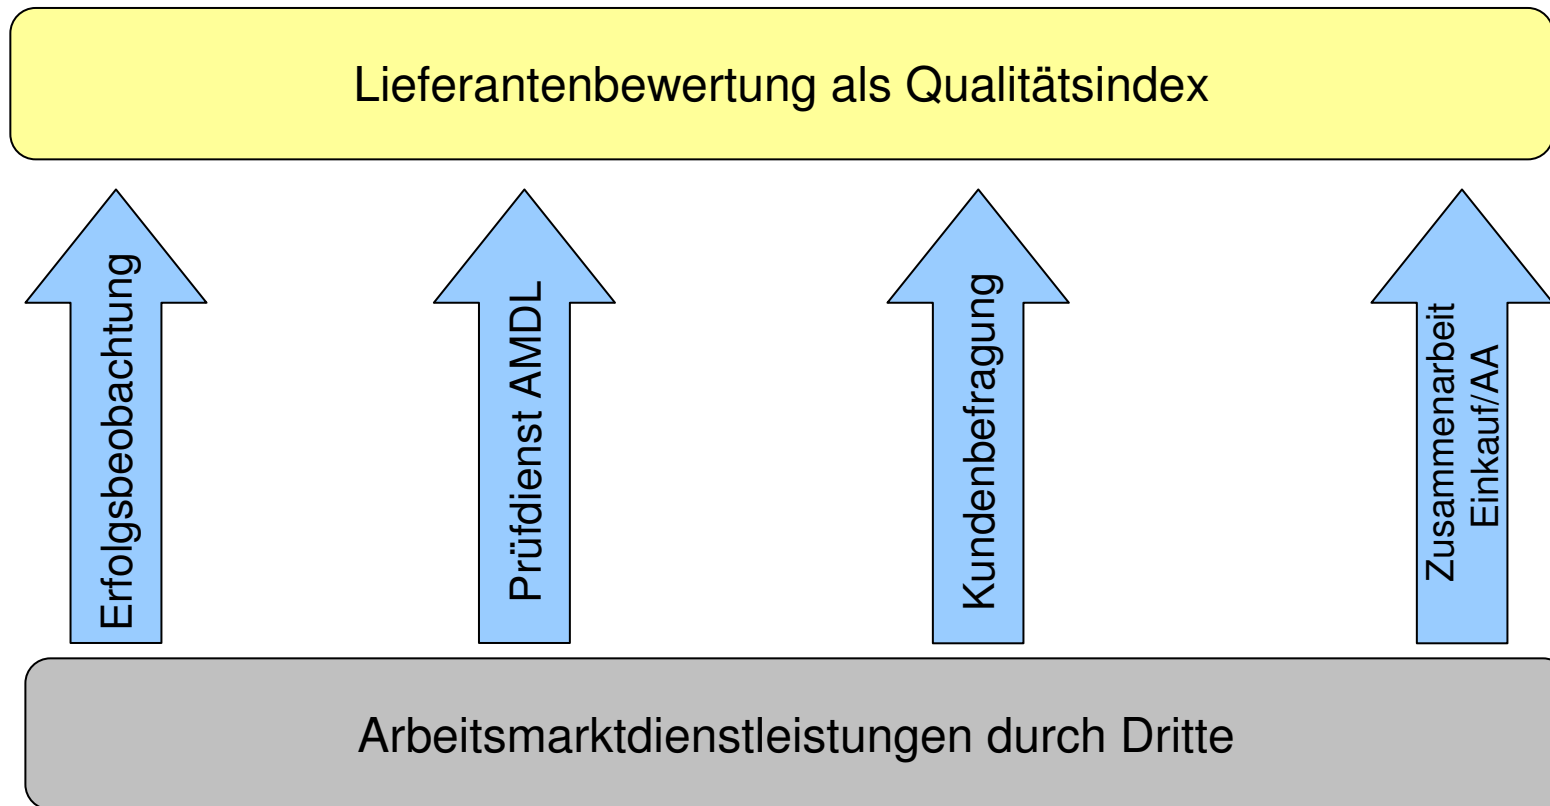 Lieferantenbewertung als Qualitätsindex
Erfolgsbeobachtung
Prüfdienst AMDL
Kundenbefragung
Zusammenarbeit
Einkauf/AA
Arbeitsmarktdienstleistungen durch Dritte